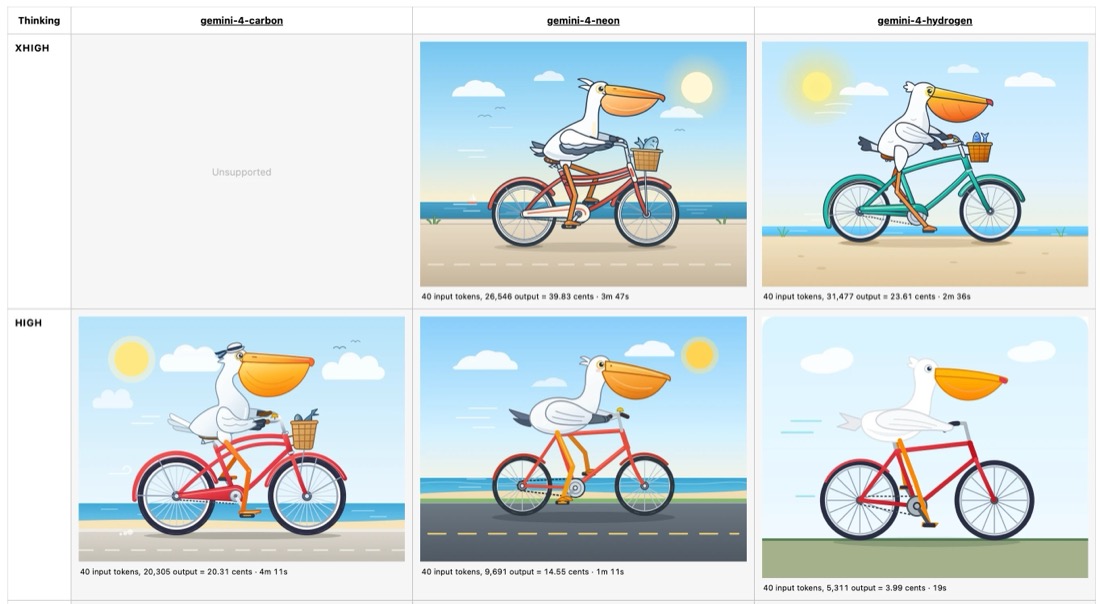 Thinking
gemini-4-carbon
gemini-4-neon
gemini-4-hydrogen
XHIGH
Unsupported
40 input tokens, 26,546 output = 39.83 cents · 3m 47s
40 input tokens, 31,477 output = 23.61 cents · 2m 36s
HIGH
40 input tokens, 20,305 output = 20.31 cents · 4m 11s
40 input tokens, 9,691 output = 14.55 cents · 1m 11s
40 input tokens, 5,311 output = 3.99 cents · 19s